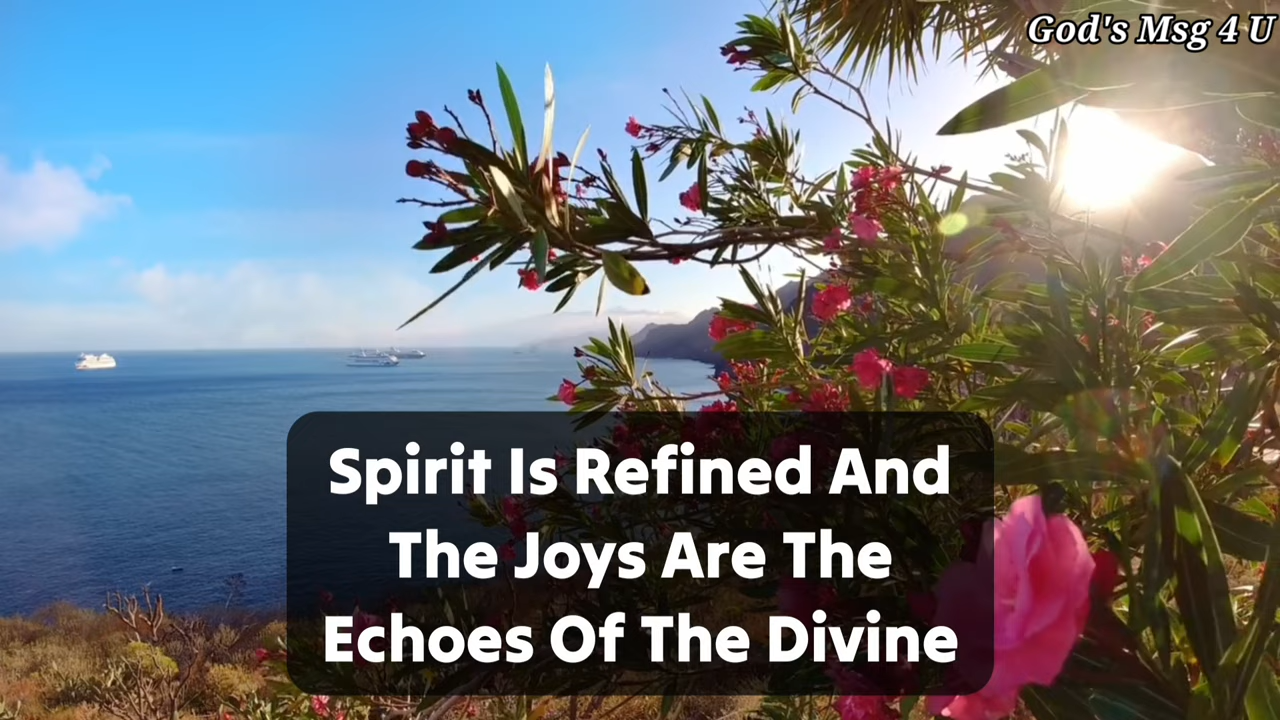 God's Msg 4 U
Spirit Is Refined And
The Joys Are The
Echoes Of The Divine